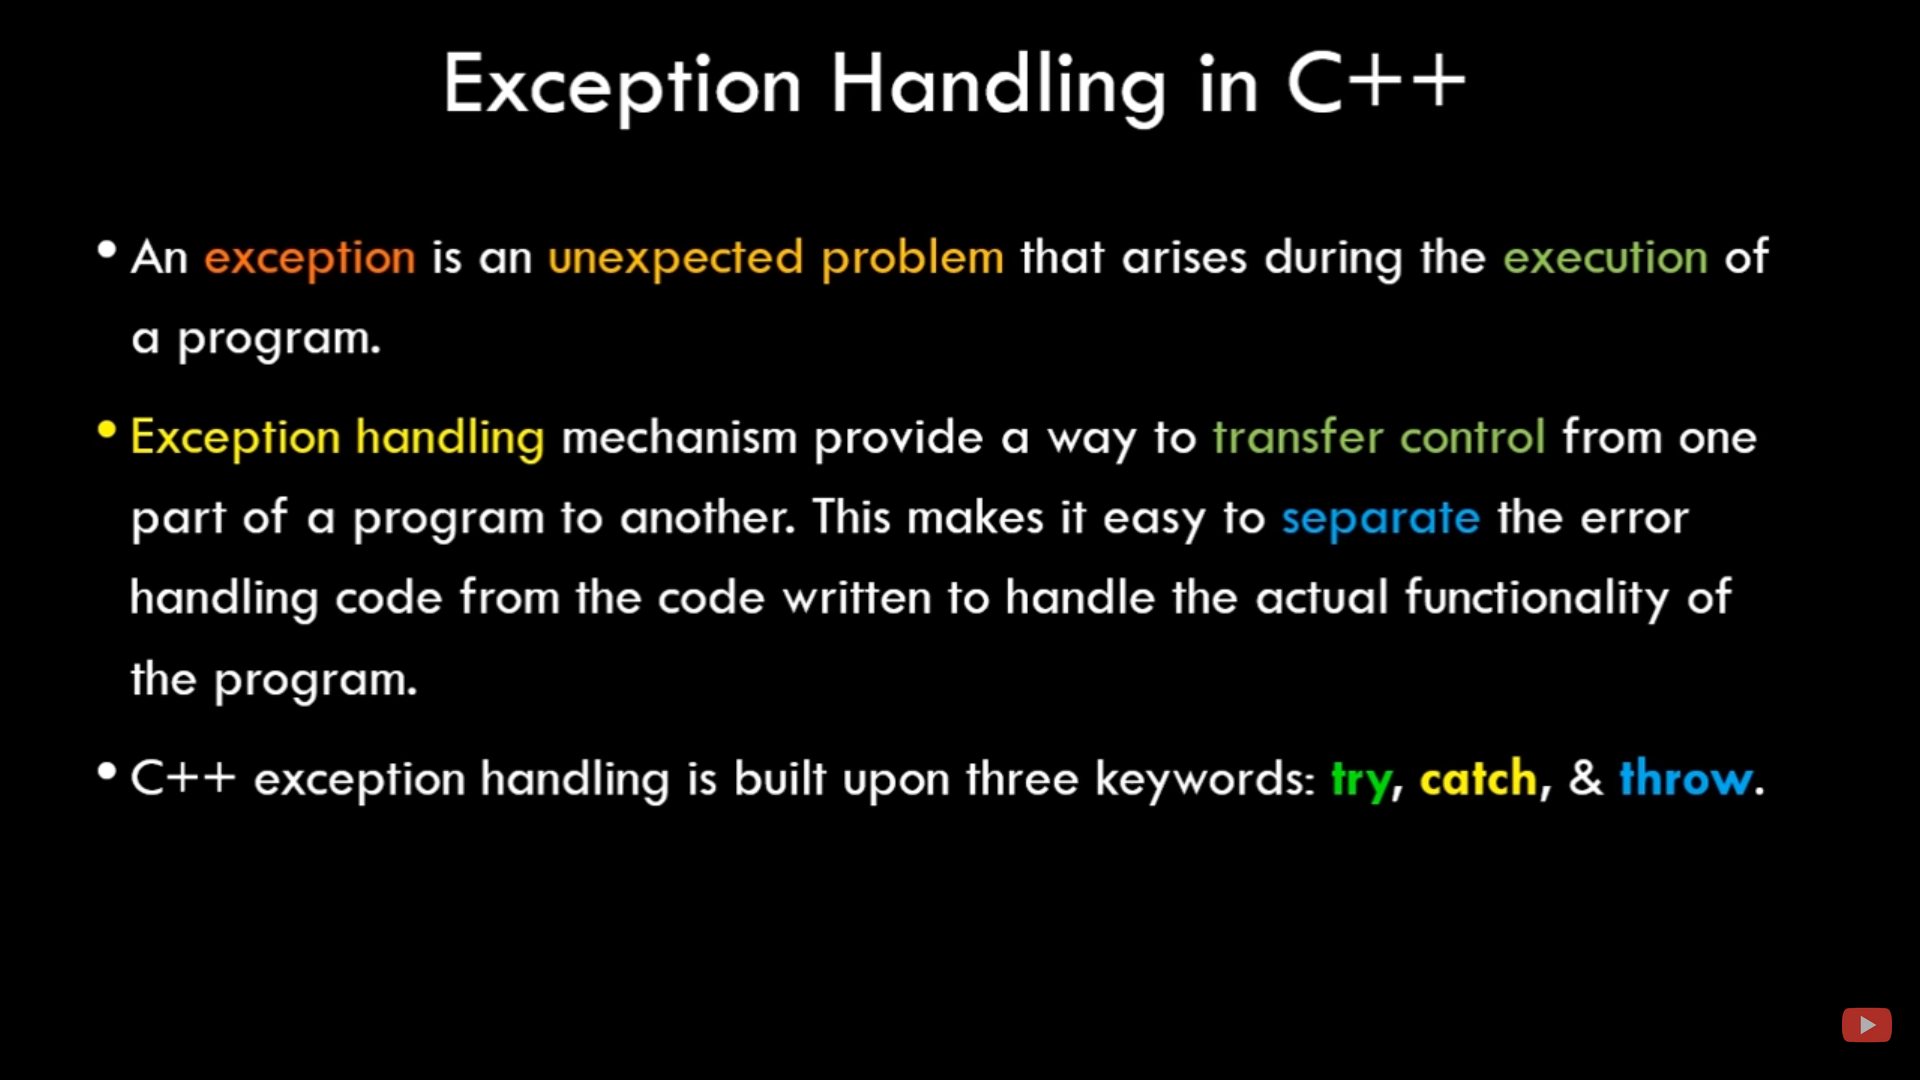 Exception Handling in C++
• An exception is an unexpected problem that arises during the execution of
a program.
• Exception handling mechanism provide a way to transfer control from one
part of a program to another. This makes it easy to separate the error
handling code from the code written to handle the actual functionality of
the program.
• C++ exception handling is built upon three keywords: try, catch, & throw.